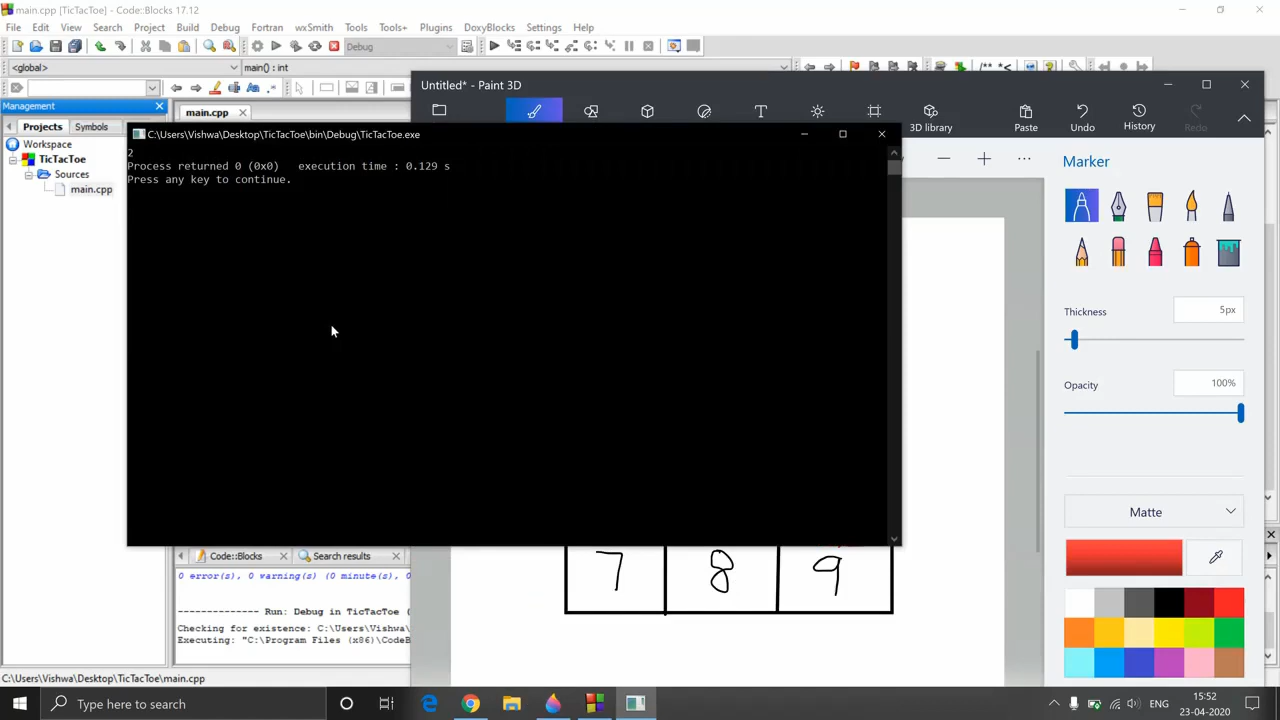 main.cpp [TicTacToe] - Code::Blocks 17.12
File Edit View Search Project Build Debug Fortran wxSmith Tools Tools+ Plugins DoxyBlocks Settings Help
Debug
<global> main() : int
/** *<
Management
main.cpp
Projects Symbols
Workspace
TicTacToe
Sources
main.cpp
Untitled* - Paint 3D
3D library
Paste
Undo
History
Redo
C:\Users\Vishwa\Desktop\TicTacToe\bin\Debug\TicTacToe.exe
2
Process returned 0 (0x0)   execution time : 0.129 s
Press any key to continue.
Marker
Thickness
5px
Opacity
100%
Matte
7 8 9
Code::Blocks Search results
0 error(s), 0 warning(s) (0 minute(s), 0
-------------- Run: Debug in TicTacToe (
Checking for existence: C:\Users\Vishwa
Executing: "C:\Program Files (x86)\CodeB
C:\Users\Vishwa\Desktop\TicTacToe\main.cpp
Type here to search
ENG
15:52
23-04-2020